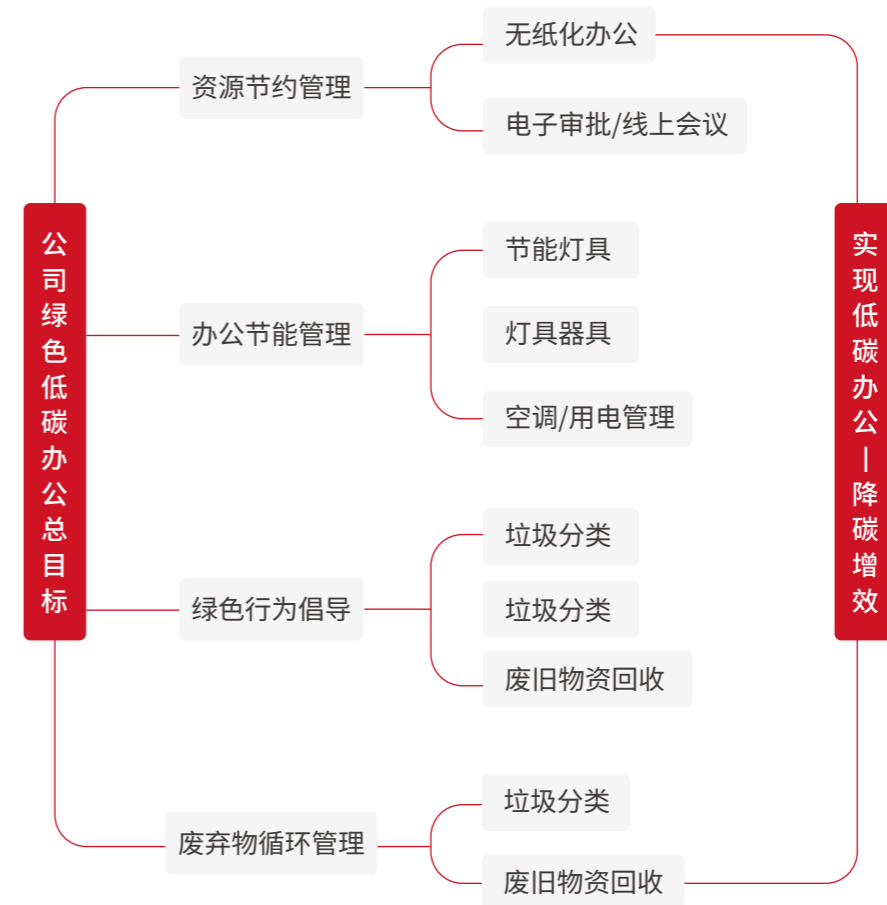 公司绿色低碳办公总目标
资源节约管理
无纸化办公
电子审批/线上会议
办公节能管理
节能灯具
灯具器具
空调/用电管理
绿色行为倡导
垃圾分类
垃圾分类
废旧物资回收
废弃物循环管理
垃圾分类
废旧物资回收
实现低碳办公—降碳增效